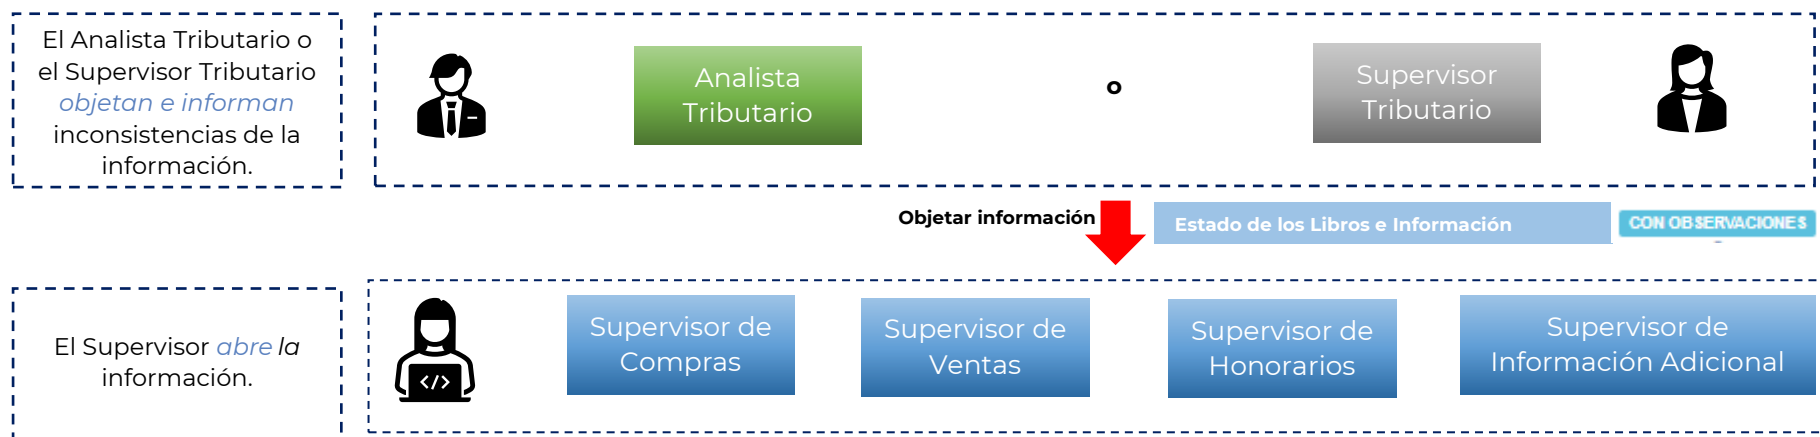 El Analista Tributario o
el Supervisor Tributario
objetan e informan
inconsistencias de la
información.
Analista
Tributario
o
Supervisor
Tributario
Objetar información
Estado de los Libros e Información
CON OBSERVACIONES
El Supervisor abre la
información.
</>
Supervisor de
Compras
Supervisor de
Ventas
Supervisor de
Honorarios
Supervisor de
Información Adicional